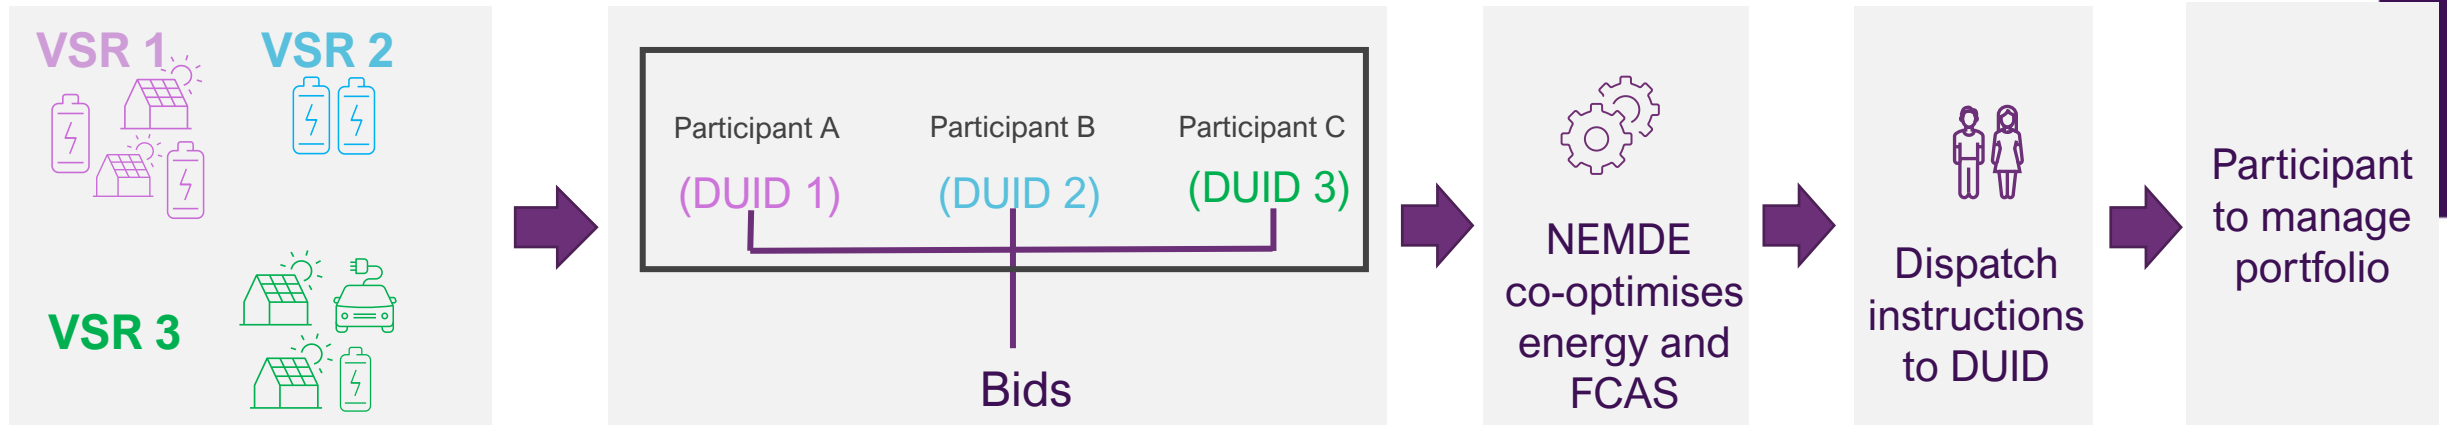 VSR 1
VSR 2
VSR 3
Participant A
Participant B
Participant C
(DUID 1)
(DUID 2)
(DUID 3)
Bids
NEMDE
co-optimises
energy and
FCAS
Dispatch
instructions
to DUID
Participant
to manage
portfolio